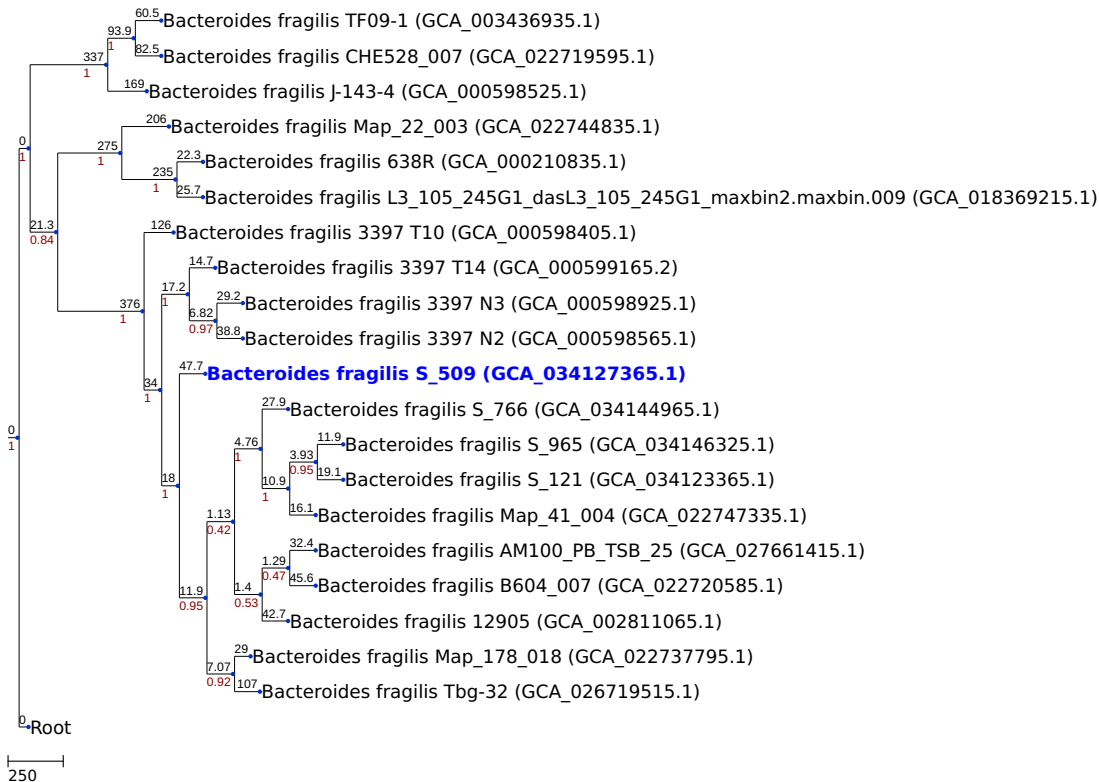 60.5
Bacteroides fragilis TF09-1 (GCA_003436935.1)
93.9
1
82.5
Bacteroides fragilis CHE528_007 (GCA_022719595.1)
337
1
169
Bacteroides fragilis J-143-4 (GCA_000598525.1)
206
Bacteroides fragilis Map_22_003 (GCA_022744835.1)
0
1
275
1
22.3
Bacteroides fragilis 638R (GCA_000210835.1)
235
1
25.7
Bacteroides fragilis L3_105_245G1_dasL3_105_245G1_maxbin2.maxbin.009 (GCA_018369215.1)
21.3
0.84
126
Bacteroides fragilis 3397 T10 (GCA_000598405.1)
14.7
Bacteroides fragilis 3397 T14 (GCA_000599165.2)
17.2
1
29.2
Bacteroides fragilis 3397 N3 (GCA_000598925.1)
376
1
6.82
0.97
38.8
Bacteroides fragilis 3397 N2 (GCA_000598565.1)
47.7
Bacteroides fragilis S_509 (GCA_034127365.1)
34
1
27.9
Bacteroides fragilis S_766 (GCA_034144965.1)
0
1
4.76
1
11.9
Bacteroides fragilis S_965 (GCA_034146325.1)
3.93
0.95
19.1
Bacteroides fragilis S_121 (GCA_034123365.1)
18
1
10.9
1
16.1
Bacteroides fragilis Map_41_004 (GCA_022747335.1)
1.13
0.42
32.4
Bacteroides fragilis AM100_PB_TSB_25 (GCA_027661415.1)
1.29
0.47
45.6
Bacteroides fragilis B604_007 (GCA_022720585.1)
11.9
0.95
1.4
0.53
42.7
Bacteroides fragilis 12905 (GCA_002811065.1)
29
Bacteroides fragilis Map_178_018 (GCA_022737795.1)
7.07
0.92
107
Bacteroides fragilis Tbg-32 (GCA_026719515.1)
0
Root
250